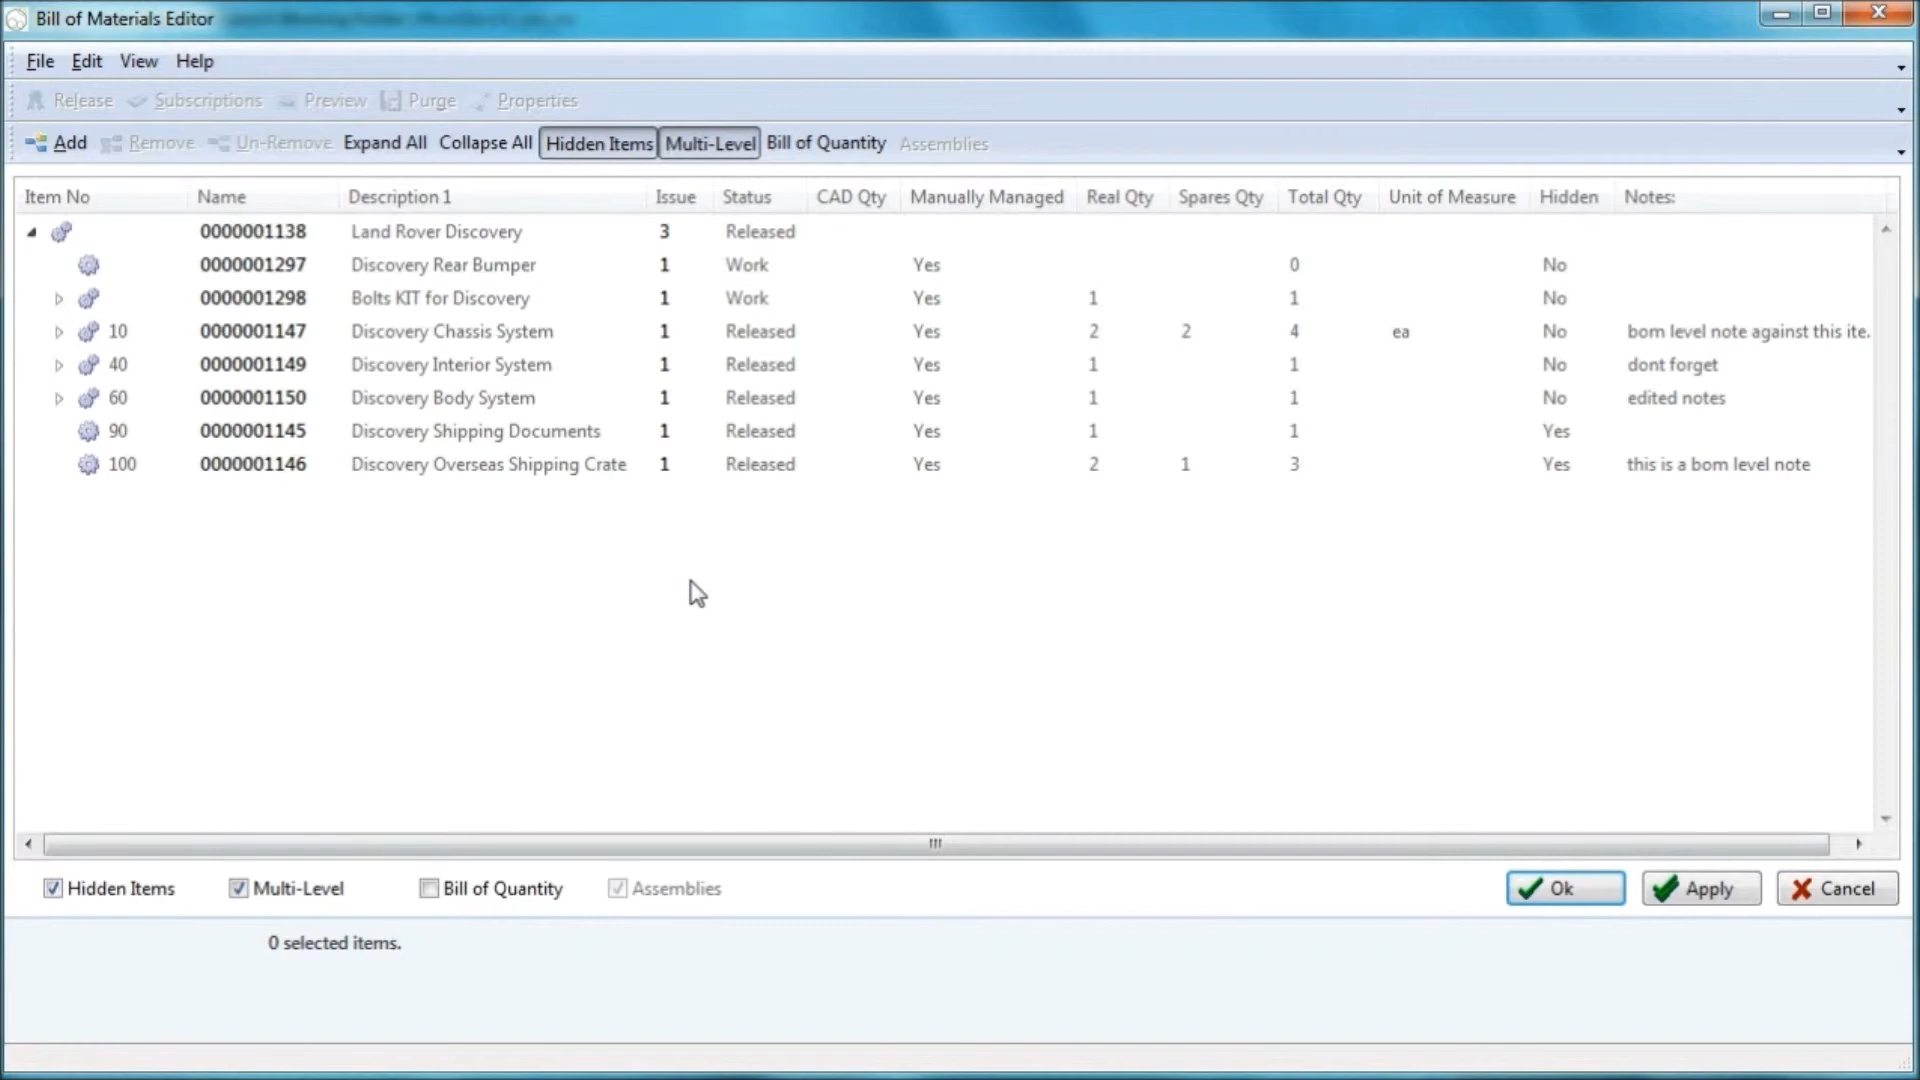 Bill of Materials Editor
File Edit View Help
Release Subscriptions Preview Purge Properties
Add Remove Un-Remove Expand All Collapse All Hidden Items Multi-Level Bill of Quantity Assemblies
Item No Name Description 1 Issue Status CAD Qty Manually Managed Real Qty Spares Qty Total Qty Unit of Measure Hidden Notes:
0000001138 Land Rover Discovery 3 Released
0000001297 Discovery Rear Bumper 1 Work Yes 0 No
0000001298 Bolts KIT for Discovery 1 Work Yes 1 1 No
10 0000001147 Discovery Chassis System 1 Released Yes 2 2 4 ea No bom level note against this ite.
40 0000001149 Discovery Interior System 1 Released Yes 1 1 No dont forget
60 0000001150 Discovery Body System 1 Released Yes 1 1 No edited notes
90 0000001145 Discovery Shipping Documents 1 Released Yes 1 1 Yes
100 0000001146 Discovery Overseas Shipping Crate 1 Released Yes 2 1 3 Yes this is a bom level note
Hidden Items Multi-Level Bill of Quantity Assemblies Ok Apply Cancel
0 selected items.